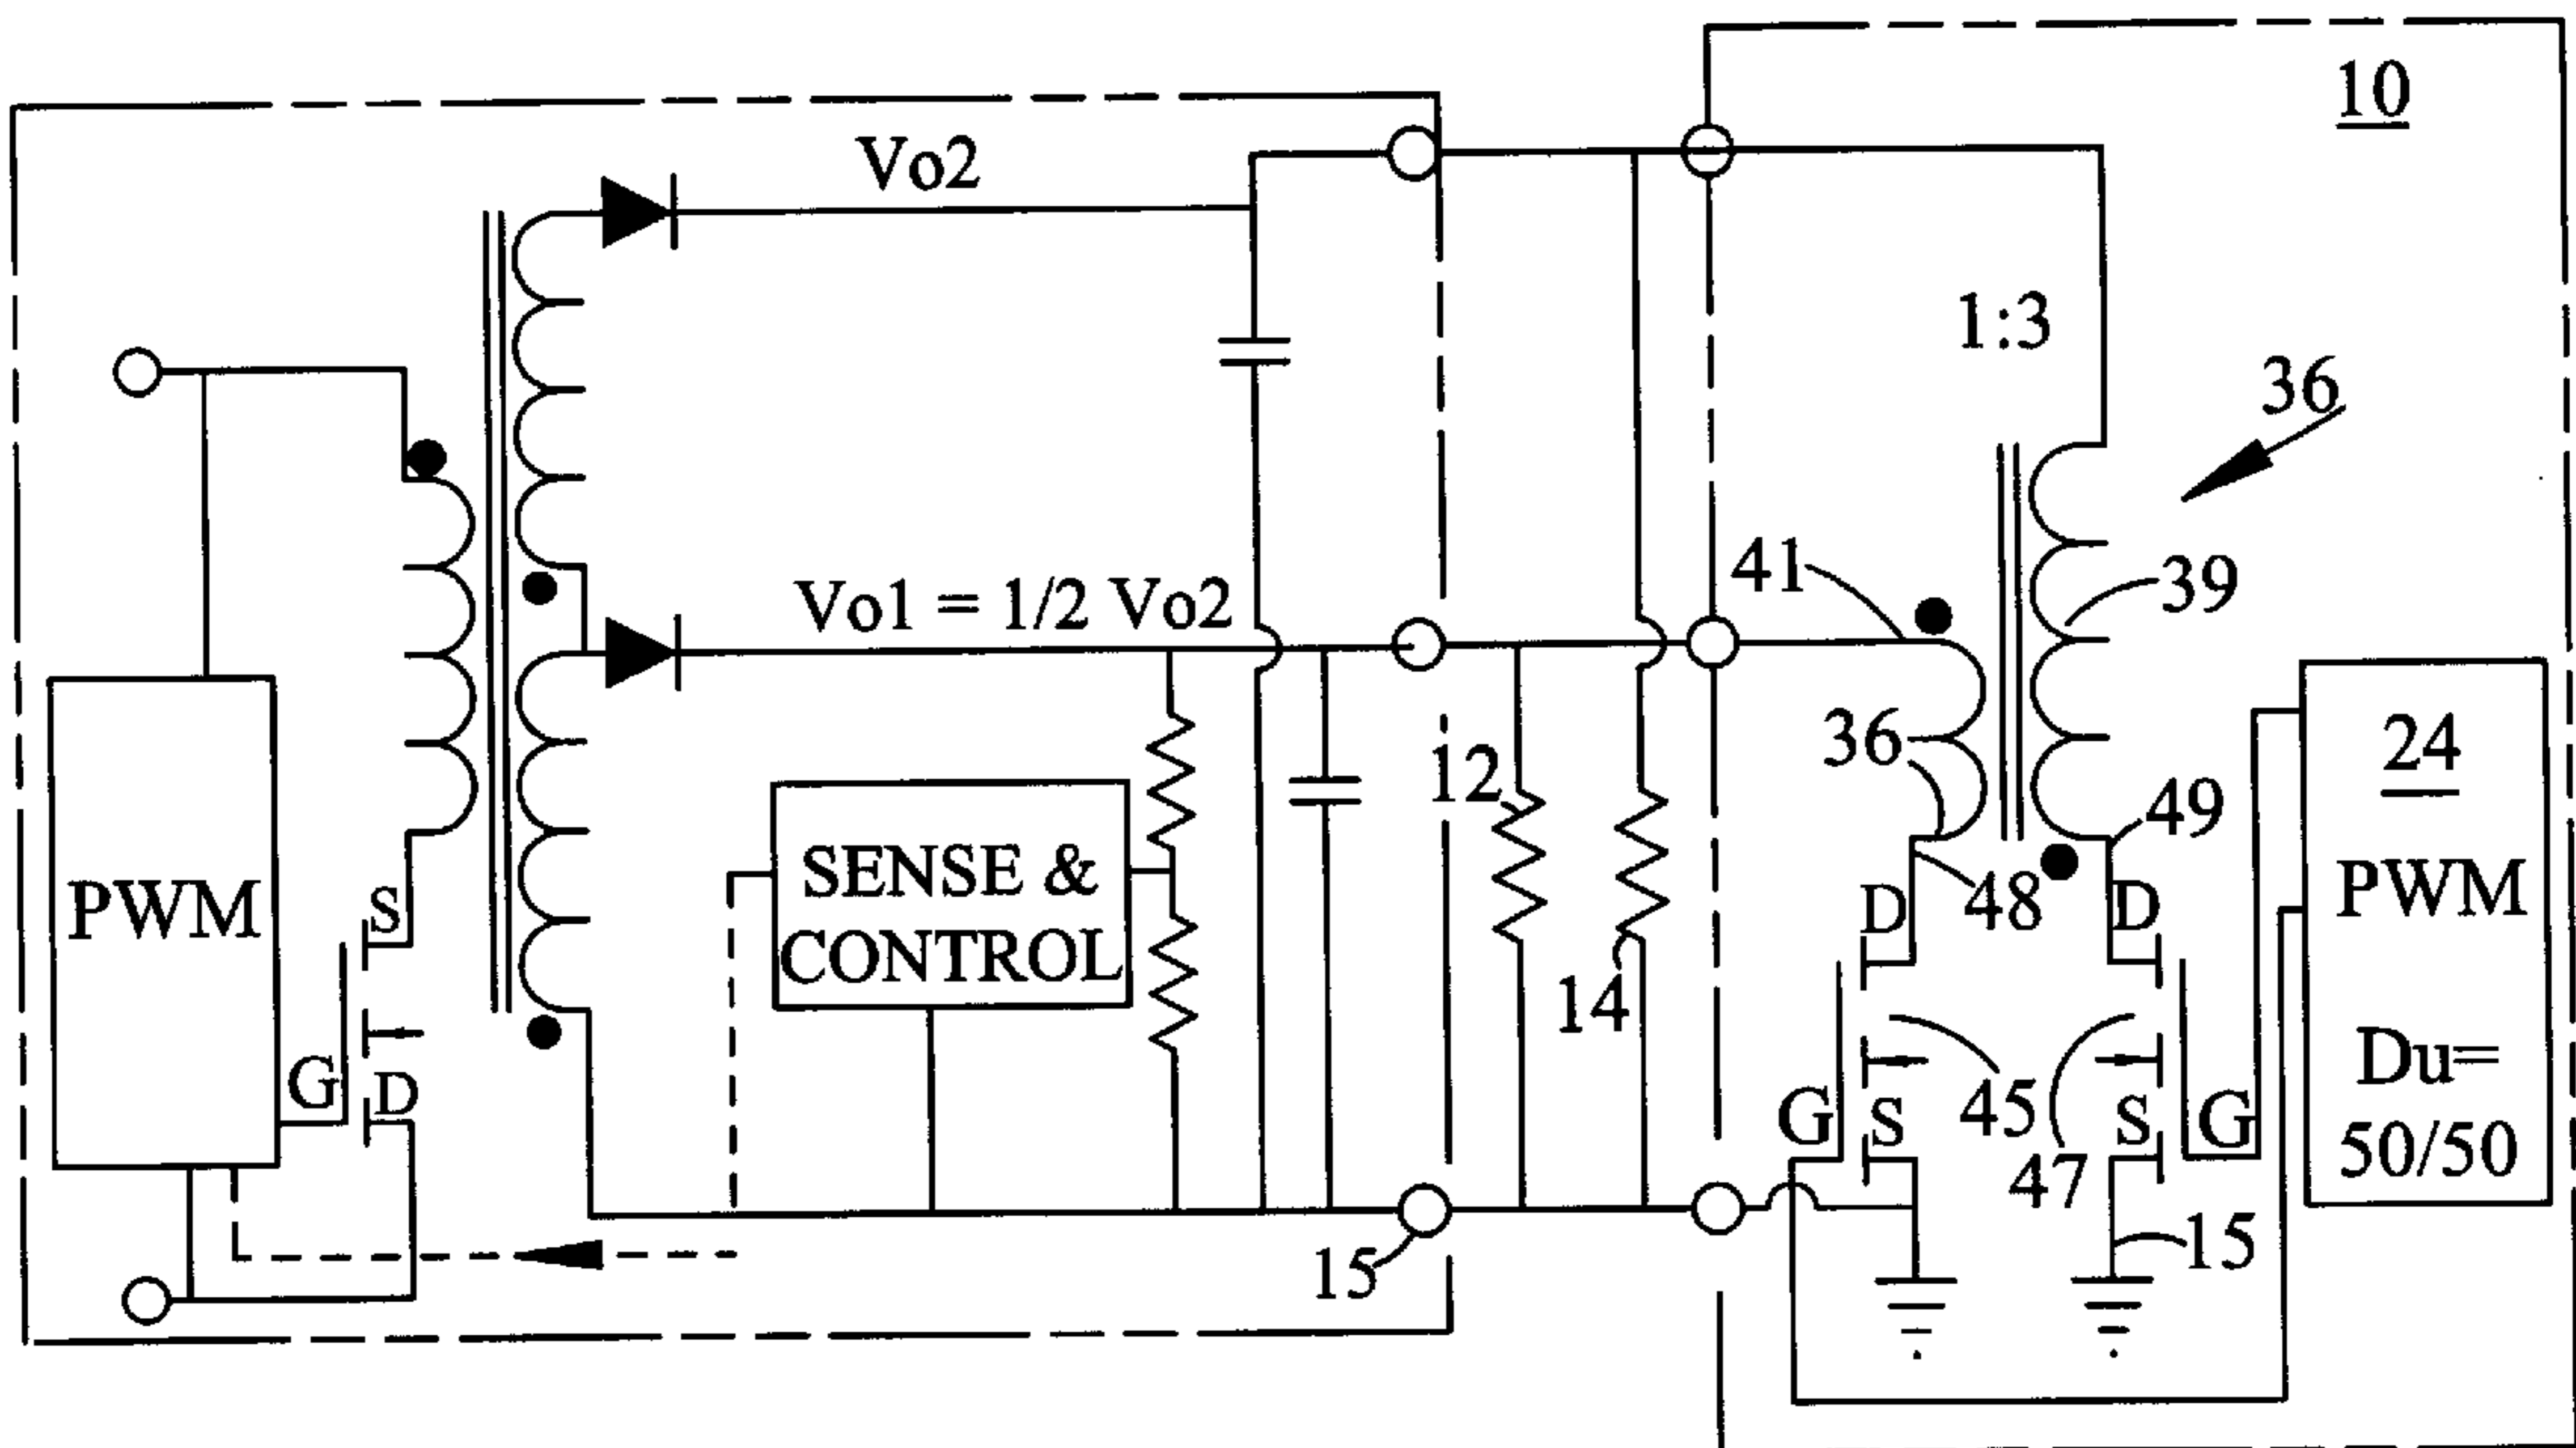 10
Vo2
1:3
36
41
39
Vo1 = 1/2 Vo2
36
24
12
49
PWM
SENSE &
CONTROL
48
PWM
S
D
D
14
G
D
G
S
45
S
G
Du=
50/50
47
15
15